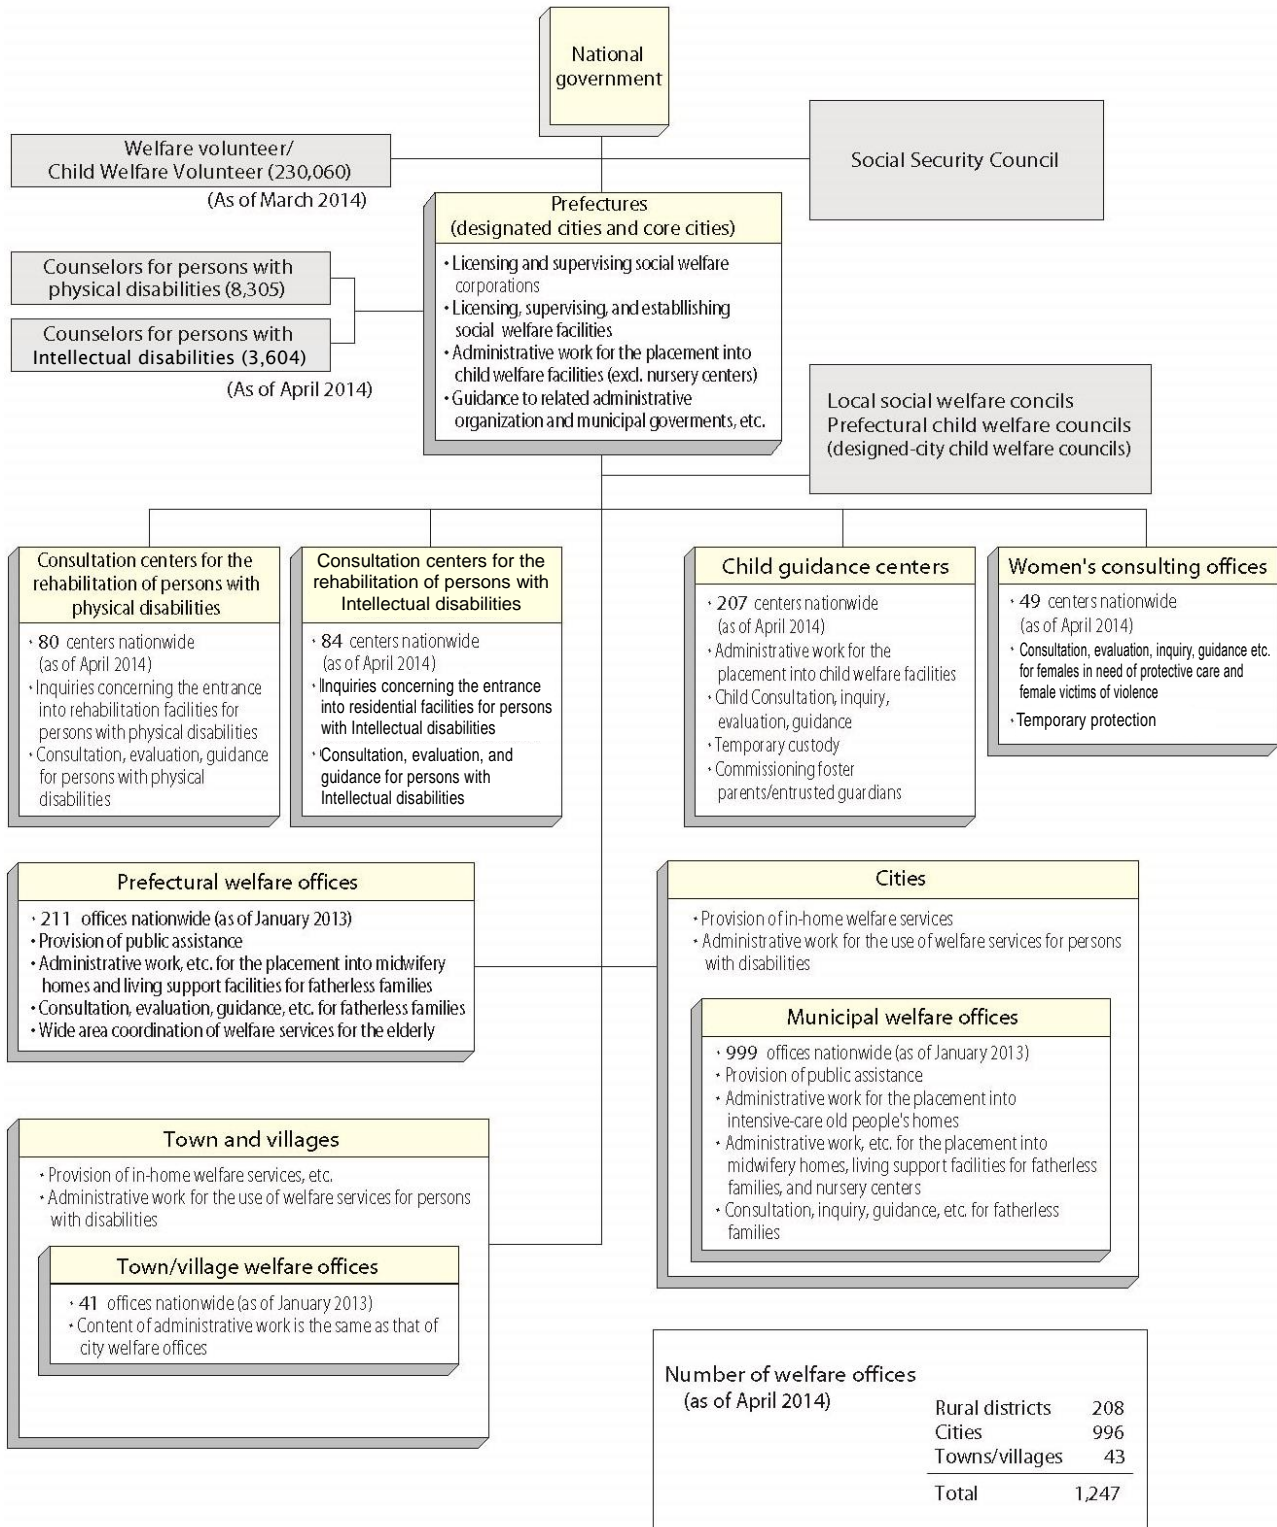 National
government
Welfare volunteer/
Child Welfare Volunteer (230,060)
(As of March 2014)
Social Security Council
Prefectures
(designated cities and core cities)
・Licensing and supervising social welfare
corporations
・Licensing, supervising, and establlishing
social welfare facilities
・Administrative work for the placement into
child welfare facilities (excl. nursery centers)
・Guidance to related administrative
organization and municipal goverments, etc.
Counselors for persons with
physical disabilities (8,305)
Counselors for persons with
Intellectual disabilities (3,604)
(As of April 2014)
Local social welfare concils
Prefectural child welfare councils
(designed-city child welfare councils)
Consultation centers for the
rehabilitation of persons with
physical disabilities
・80 centers nationwide
(as of April 2014)
・Inquiries concerning the entrance
into rehabilitation facilities for
persons with physical disabilities
・Consultation, evaluation, guidance
for persons with physical
disabilities
Consultation centers for the
rehabilitation of persons with
Intellectual disabilities
・84 centers nationwide
(as of April 2014)
・Inquiries concerning the entrance
into residential facilities for persons
with Intellectual disabilities
・Consultation, evaluation, and
guidance for persons with
Intellectual disabilities
Child guidance centers
・207 centers nationwide
(as of April 2014)
・Administrative work for the
placement into child welfare facilities
・Child Consultation, inquiry,
evaluation, guidance
・Temporary custody
・Commissioning foster
parents/entrusted guardians
Women's consulting offices
・49 centers nationwide
(as of April 2014)
・Consultation, evaluation, inquiry, guidance etc.
for females in need of protective care and
female victims of violence
・Temporary protection
Prefectural welfare offices
・211 offices nationwide (as of January 2013)
・Provision of public assistance
・Administrative work, etc. for the placement into midwifery
homes and living support facilities for fatherless families
・Consultation, evaluation, guidance, etc. for fatherless families
・Wide area coordination of welfare services for the elderly
Cities
・Provision of in-home welfare services
・Administrative work for the use of welfare services for persons
with disabilities
Municipal welfare offices
・999 offices nationwide (as of January 2013)
・Provision of public assistance
・Administrative work for the placement into
intensive-care old people's homes
・Administrative work, etc. for the placement into
midwifery homes, living support facilities for fatherless
families, and nursery centers
・Consultation, inquiry, guidance, etc. for fatherless
families
Town and villages
・Provision of in-home welfare services, etc.
・Administrative work for the use of welfare services for persons
with disabilities
Town/village welfare offices
・41 offices nationwide (as of January 2013)
・Content of administrative work is the same as that of
city welfare offices
Number of welfare offices
(as of April 2014)
Rural districts 208
Cities 996
Towns/villages 43
Total 1,247